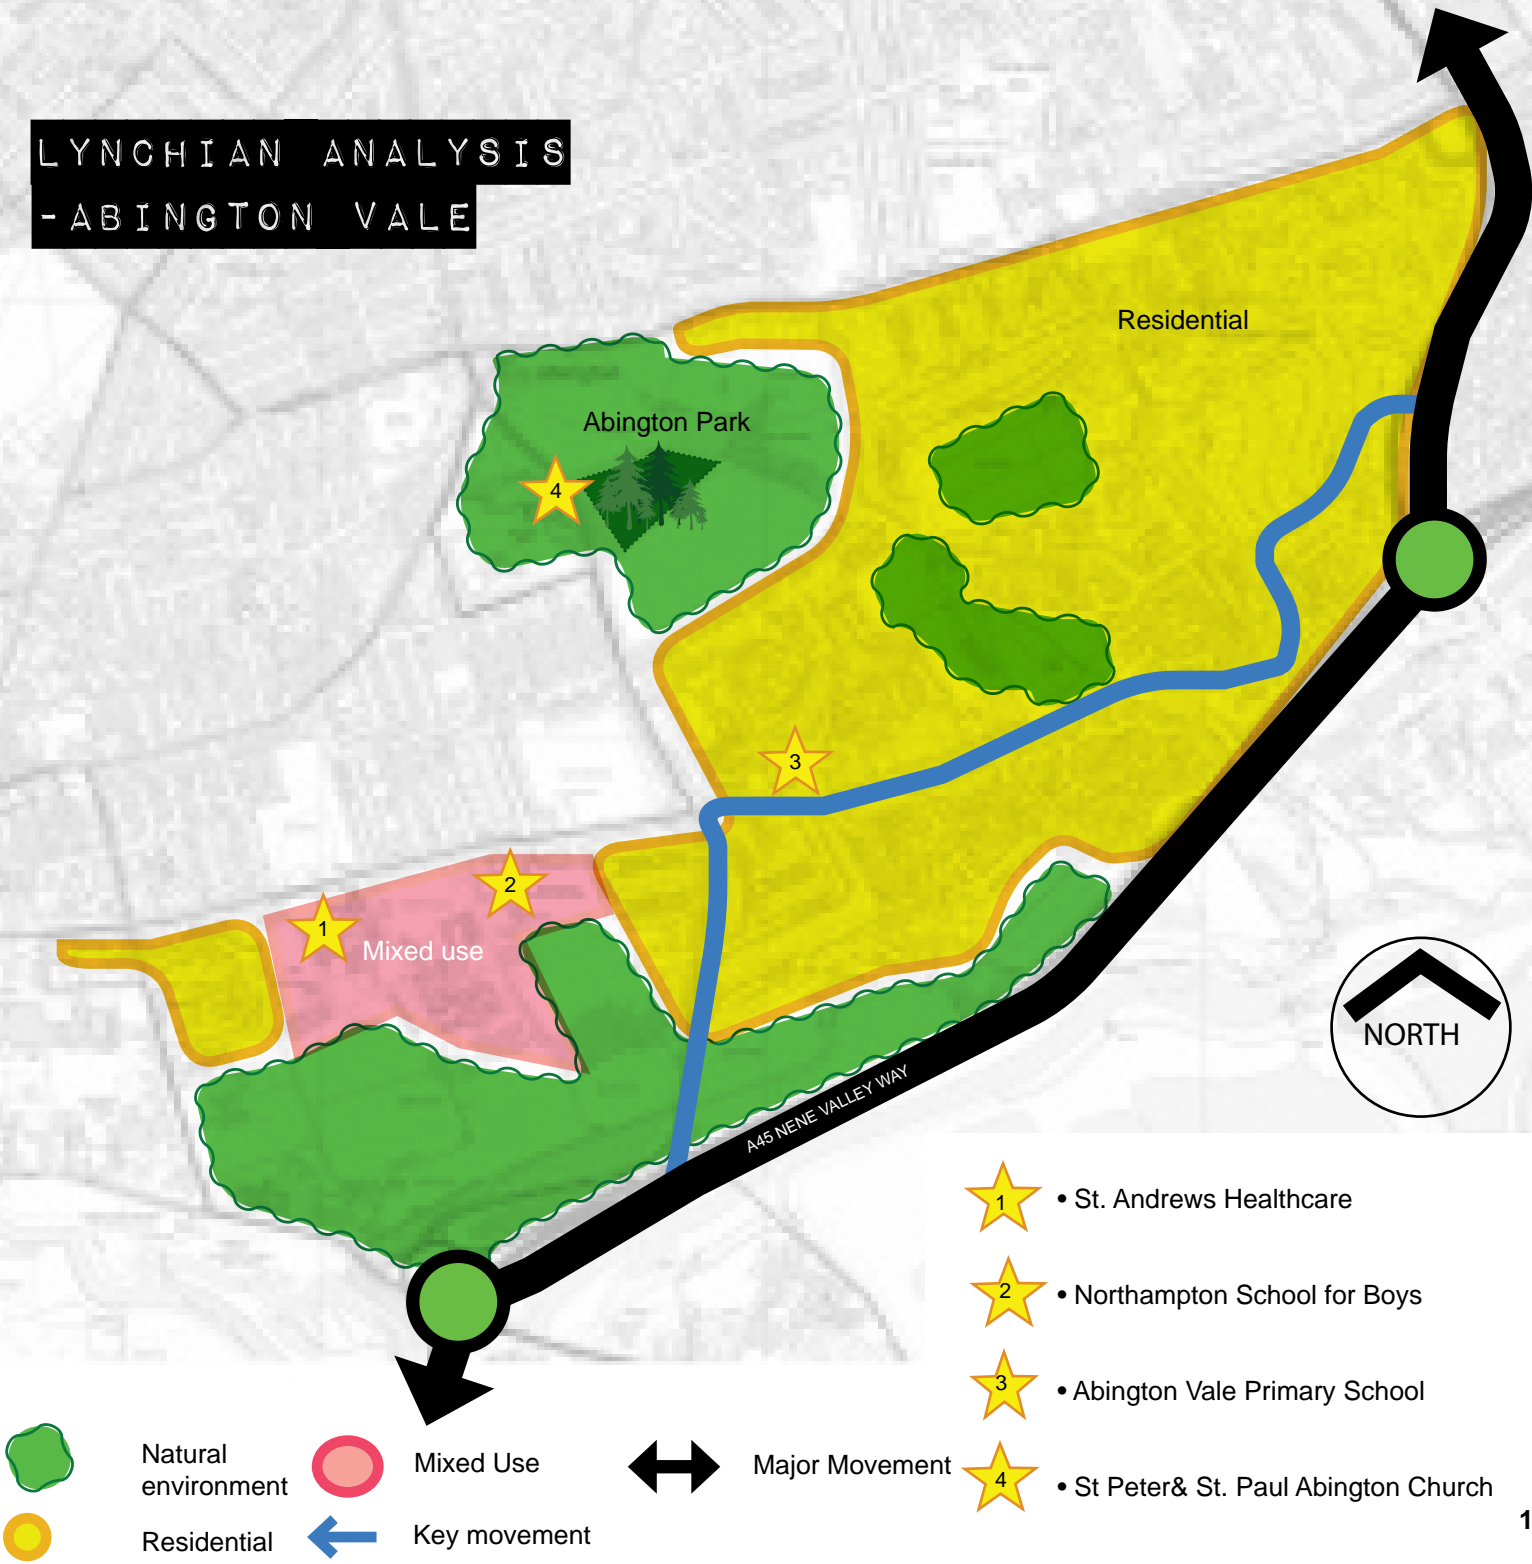 LYNCHIAN ANALYSIS
-ABINGTON VALE
Residential
Abington Park
4
3
2
1
Mixed use
NORTH
A45 NENE VALLEY WAY
1
• St. Andrews Healthcare
2
• Northampton School for Boys
3
• Abington Vale Primary School
4
• St Peter& St. Paul Abington Church
Natural
environment
Mixed Use
Major Movement
Residential
Key movement
1